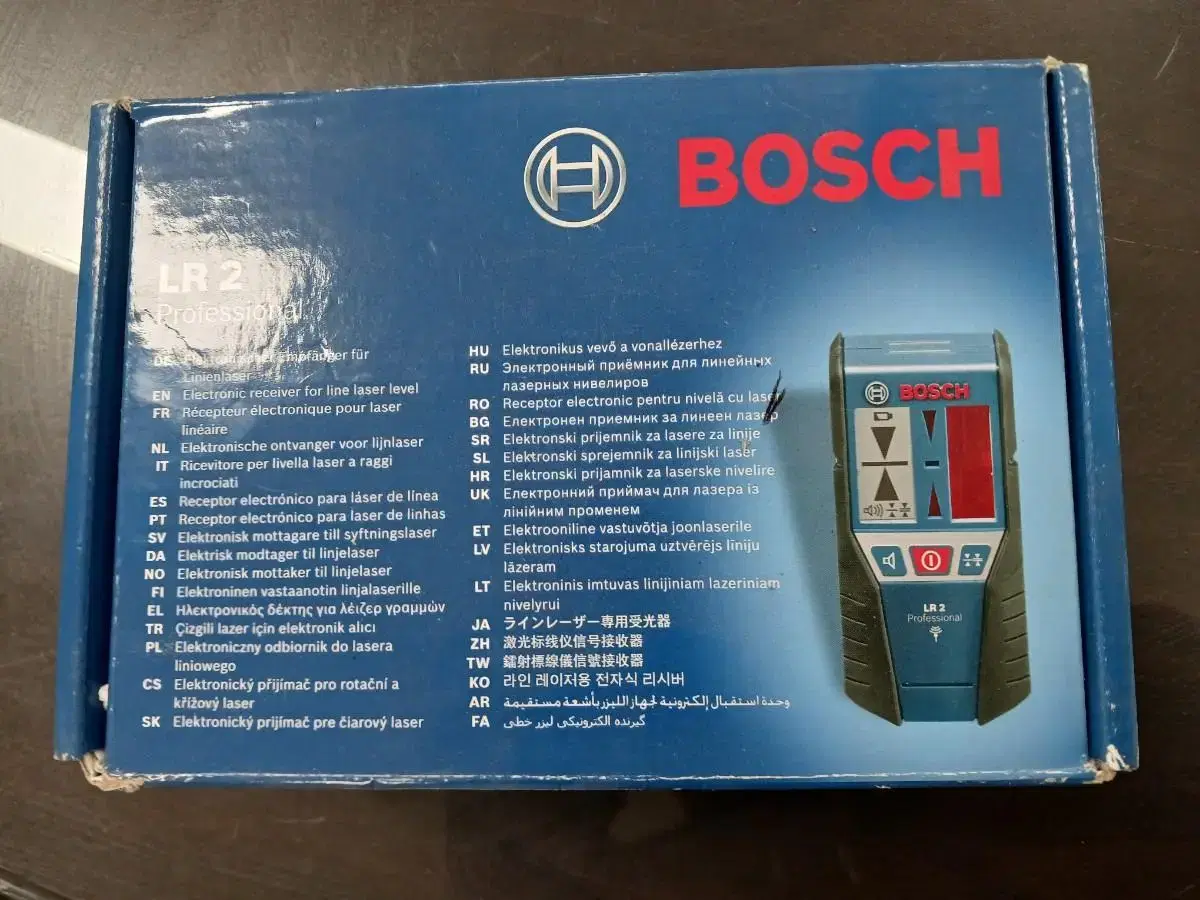 BOSCH
LR 2
Professional
DE Elektronischer Empfänger für
Linienlaser
EN Electronic receiver for line laser level
FR Récepteur électronique pour laser
linéaire
NL Elektronische ontvanger voor lijnlaser
IT Ricevitore per livella laser a raggi
incrociati
ES Receptor electrónico para láser de línea
PT Receptor electrónico para laser de linhas
SV Elektronisk mottagare till syftningslaser
DA Elektrisk modtager til linjelaser
NO Elektronisk mottaker til linjelaser
FI Elektroninen vastaanotin linjalaserille
EL Ηλεκτρονικός δέκτης για λέιζερ γραμμών
TR Çizgili lazer için elektronik alıcı
PL Elektroniczny odbiornik do lasera
liniowego
CS Elektronický přijímač pro rotační a
křížový laser
SK Elektronický prijímač pre čiarový laser
HU Elektronikus vevő a vonallézerhez
RU Электронный приёмник для линейных
лазерных нивелиров
RO Receptor electronic pentru nivelă cu laser
BG Електронен приемник за линеен лазер
SR Elektronski prijemnik za lasere za linije
SL Elektronski sprejemnik za linijski laser
HR Elektronski prijamnik za laserske nivelire
UK Електронний приймач для лазера із
лінійним променем
ET Elektrooniline vastuvõtja joonlaserile
LV Elektronisks starojuma uztvērējs līniju
lāzeram
LT Elektroninis imtuvas linijiniam lazeriniam
nivelyrui
JA ラインレーザー専用受光器
ZH 激光标线仪信号接收器
TW 鐳射標線儀信號接收器
KO 라인 레이저용 전자식 리시버
AR وحدة استقبال إلكترونية لجهاز الليزر بأشعة مستقيمة
FA گیرنده الکترونیکی لیزر خطی
BOSCH
LR 2
Professional